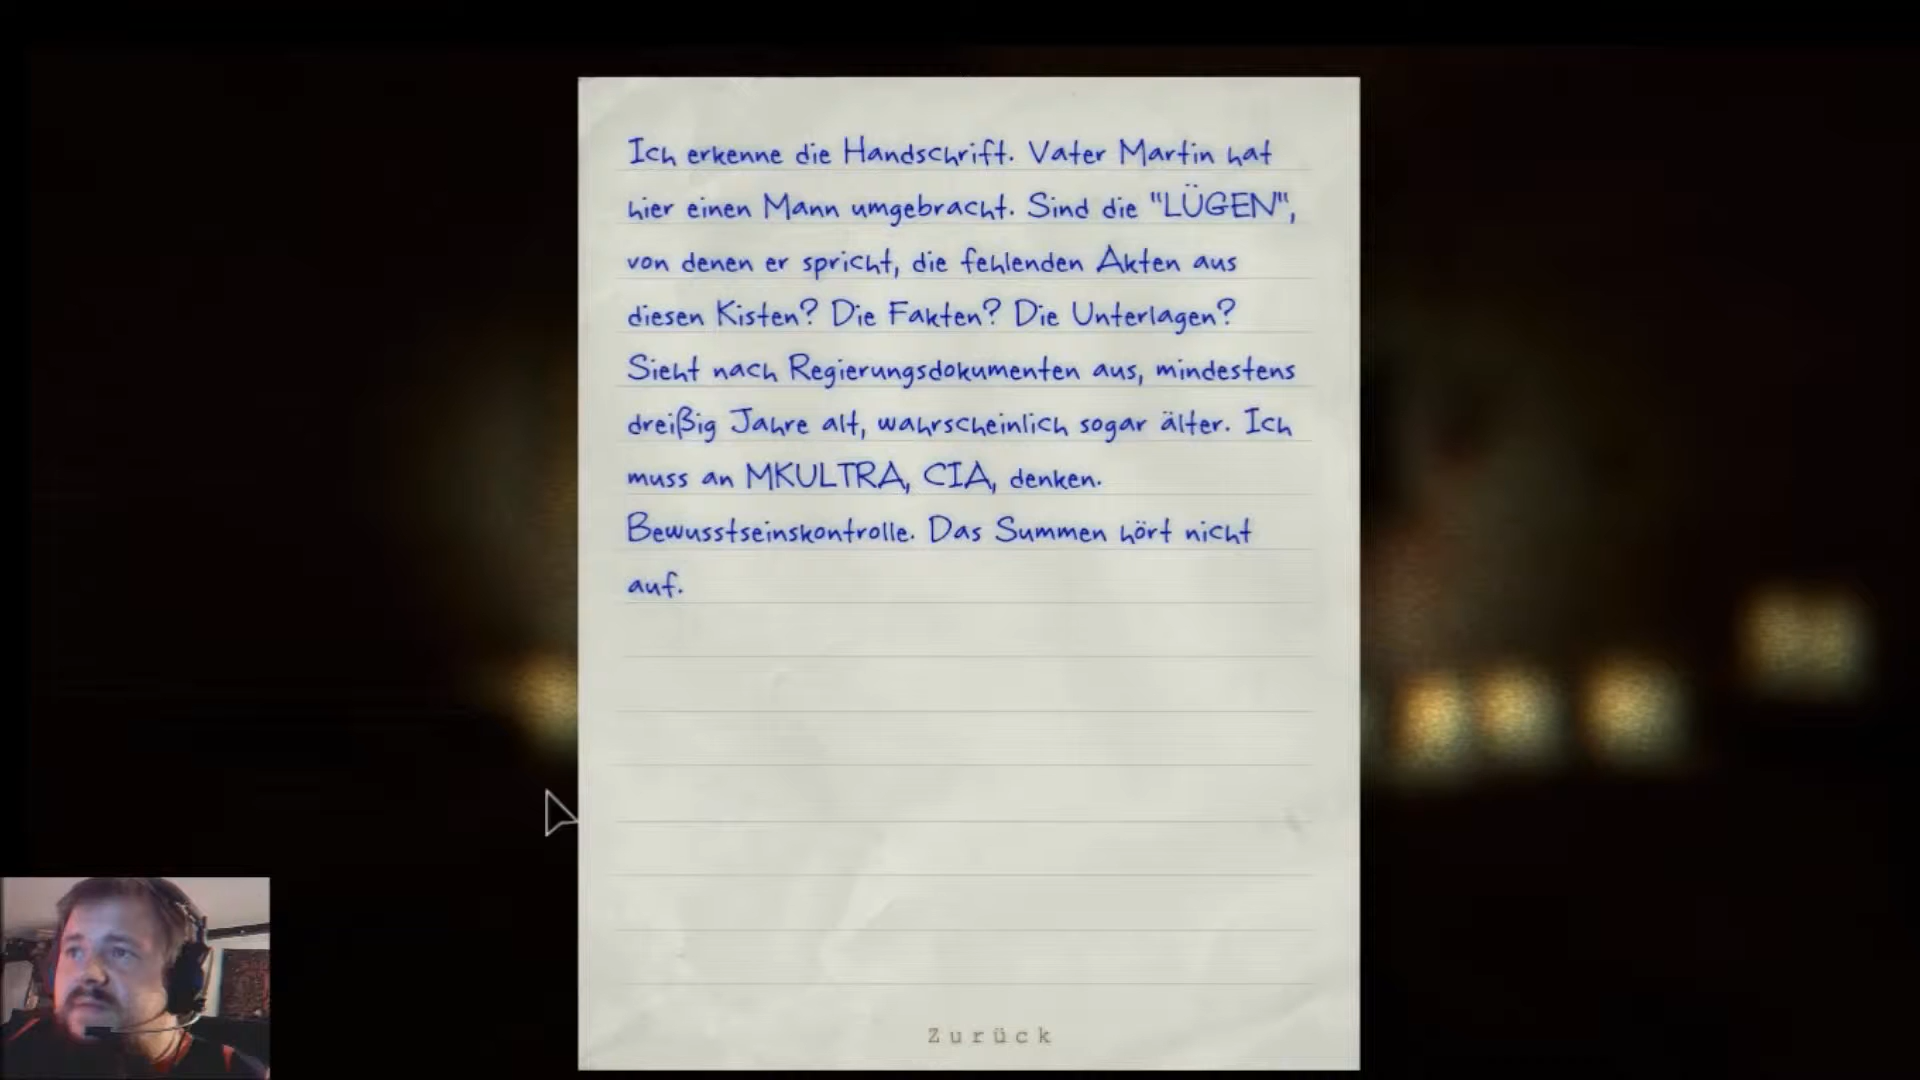 Ich erkenne die Handschrift. Vater Martin hat
hier einen Mann umgebracht. Sind die "LÜGEN",
von denen er spricht, die fehlenden Akten aus
diesen Kisten? Die Fakten? Die Unterlagen?
Sieht nach Regierungsdokumenten aus, mindestens
dreißig Jahre alt, wahrscheinlich sogar älter. Ich
muss an MKULTRA, CIA, denken.
Bewusstseinskontrolle. Das Summen hört nicht
auf.
Zurück